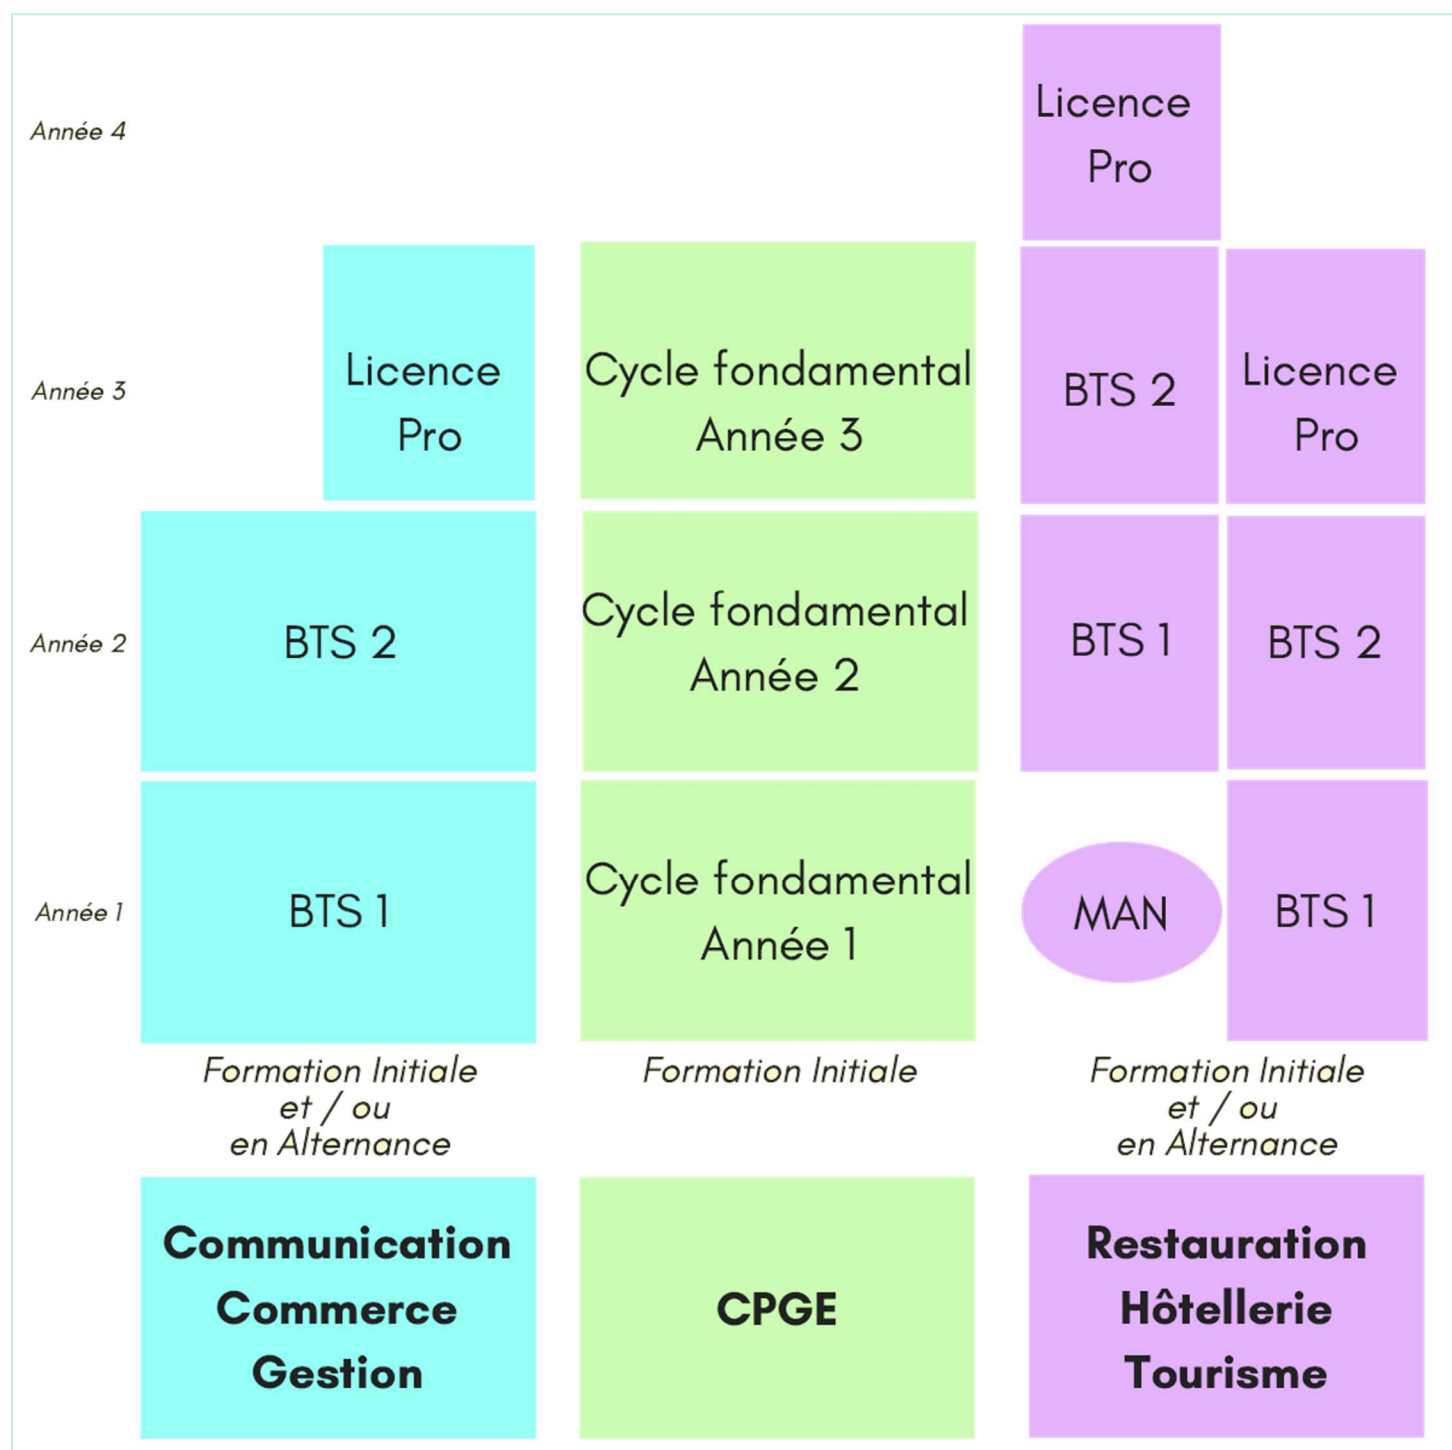 Année 4
Licence
Pro
Année 3
Licence
Pro
Cycle fondamental
Année 3
BTS 2
Licence
Pro
Année 2
BTS 2
Cycle fondamental
Année 2
BTS 1
BTS 2
Année 1
BTS 1
Cycle fondamental
Année 1
MAN
BTS 1
Formation Initiale
et / ou
en Alternance
Formation Initiale
Formation Initiale
et / ou
en Alternance
Communication
Commerce
Gestion
CPGE
Restauration
Hôtellerie
Tourisme